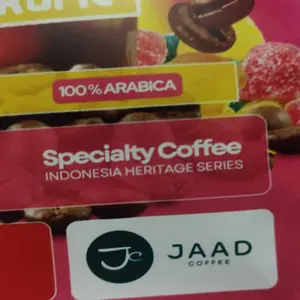 100% ARABICA
Specialty Coffee
INDONESIA HERITAGE SERIES
JC
JAAD
COFFEE